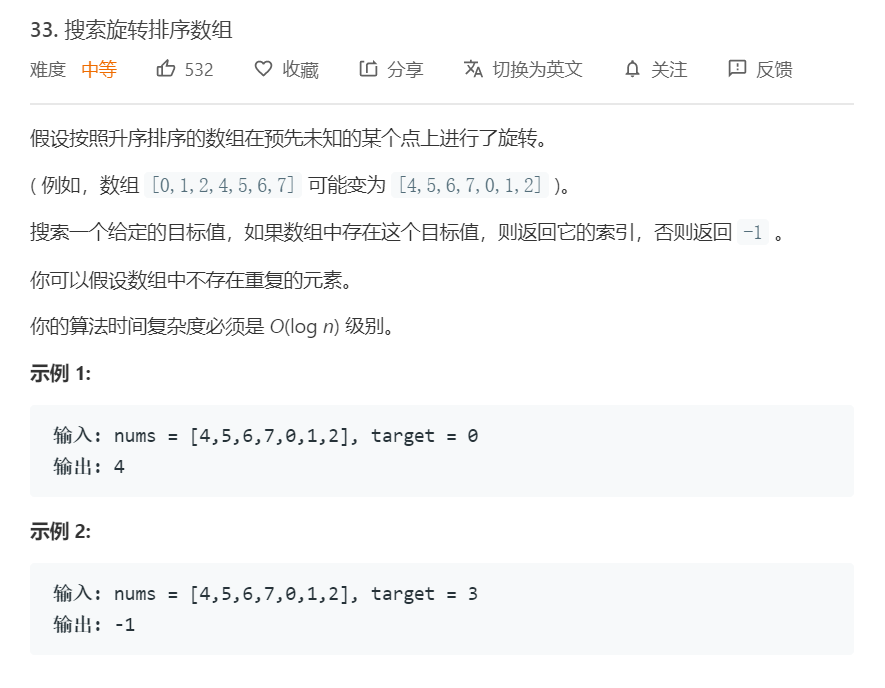 33. 搜索旋转排序数组
难度 中等 532 收藏 分享 切换为英文 关注 反馈
假设按照升序排序的数组在预先未知的某个点上进行了旋转。
( 例如，数组 [0,1,2,4,5,6,7] 可能变为 [4,5,6,7,0,1,2] )。
搜索一个给定的目标值，如果数组中存在这个目标值，则返回它的索引，否则返回 -1 。
你可以假设数组中不存在重复的元素。
你的算法时间复杂度必须是 O(log n) 级别。
示例 1:
输入: nums = [4,5,6,7,0,1,2], target = 0
输出: 4
示例 2:
输入: nums = [4,5,6,7,0,1,2], target = 3
输出: -1